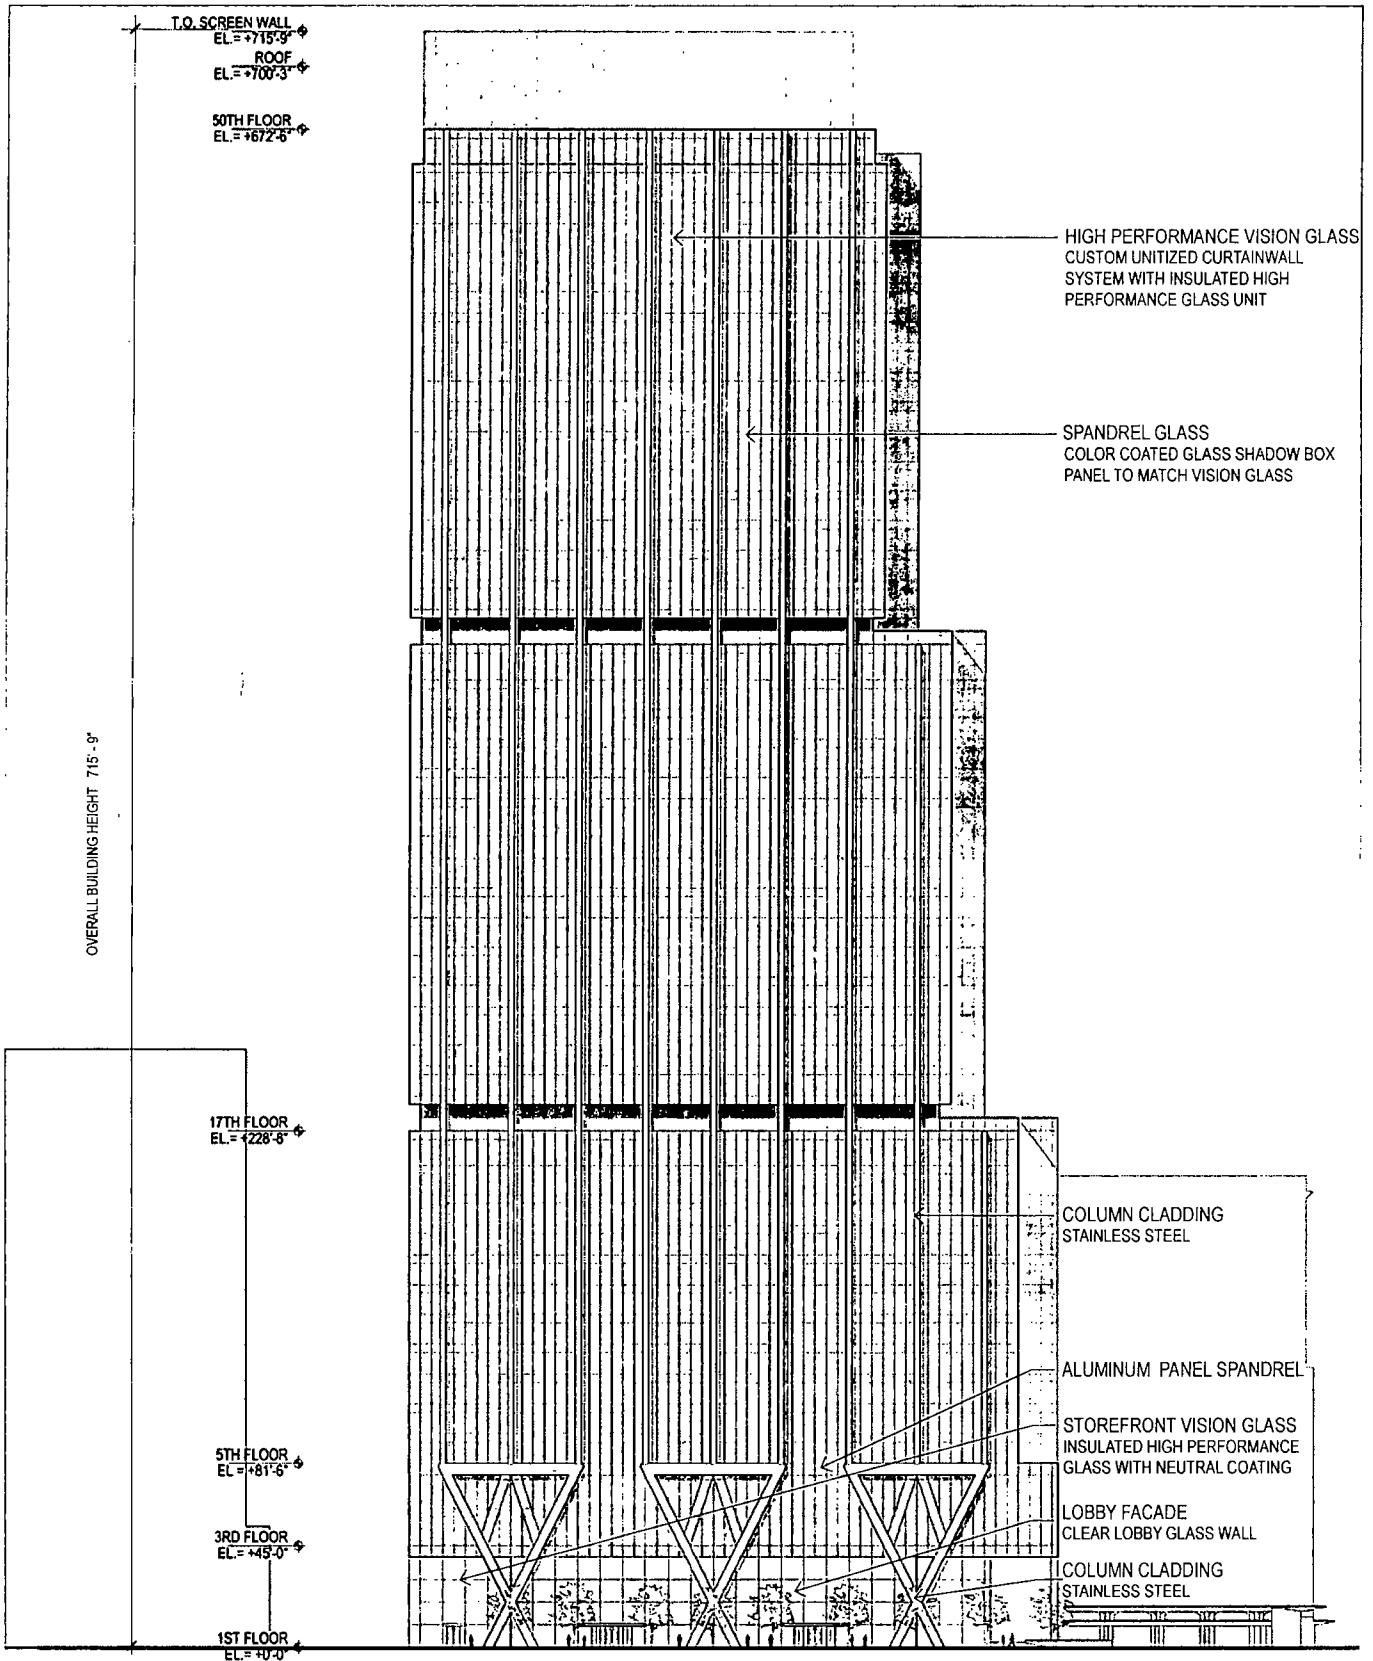 T.O. SCREEN WALL
EL.= +715'-9"
ROOF
EL.= +700'-3"
50TH FLOOR
EL.= +672'-6"
HIGH PERFORMANCE VISION GLASS
CUSTOM UNITIZED CURTAINWALL
SYSTEM WITH INSULATED HIGH
PERFORMANCE GLASS UNIT
SPANDREL GLASS
COLOR COATED GLASS SHADOW BOX
PANEL TO MATCH VISION GLASS
OVERALL BUILDING HEIGHT 715' - 9"
17TH FLOOR
EL.= +228'-8"
COLUMN CLADDING
STAINLESS STEEL
ALUMINUM PANEL SPANDREL
STOREFRONT VISION GLASS
INSULATED HIGH PERFORMANCE
GLASS WITH NEUTRAL COATING
5TH FLOOR
EL.= +81'-6"
LOBBY FACADE
CLEAR LOBBY GLASS WALL
3RD FLOOR
EL.= +45'-0"
COLUMN CLADDING
STAINLESS STEEL
1ST FLOOR
EL.= +0'-0"